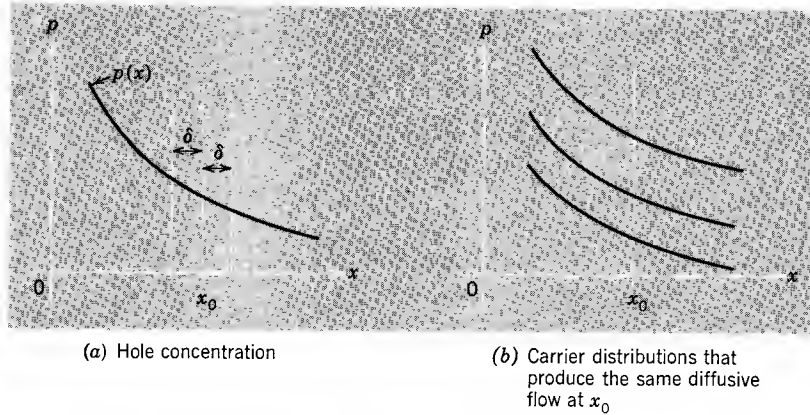 p
p(x)
δ
δ
0
x₀
x
(a) Hole concentration
p
0
x₀
x
(b) Carrier distributions that
produce the same diffusive
flow at x₀